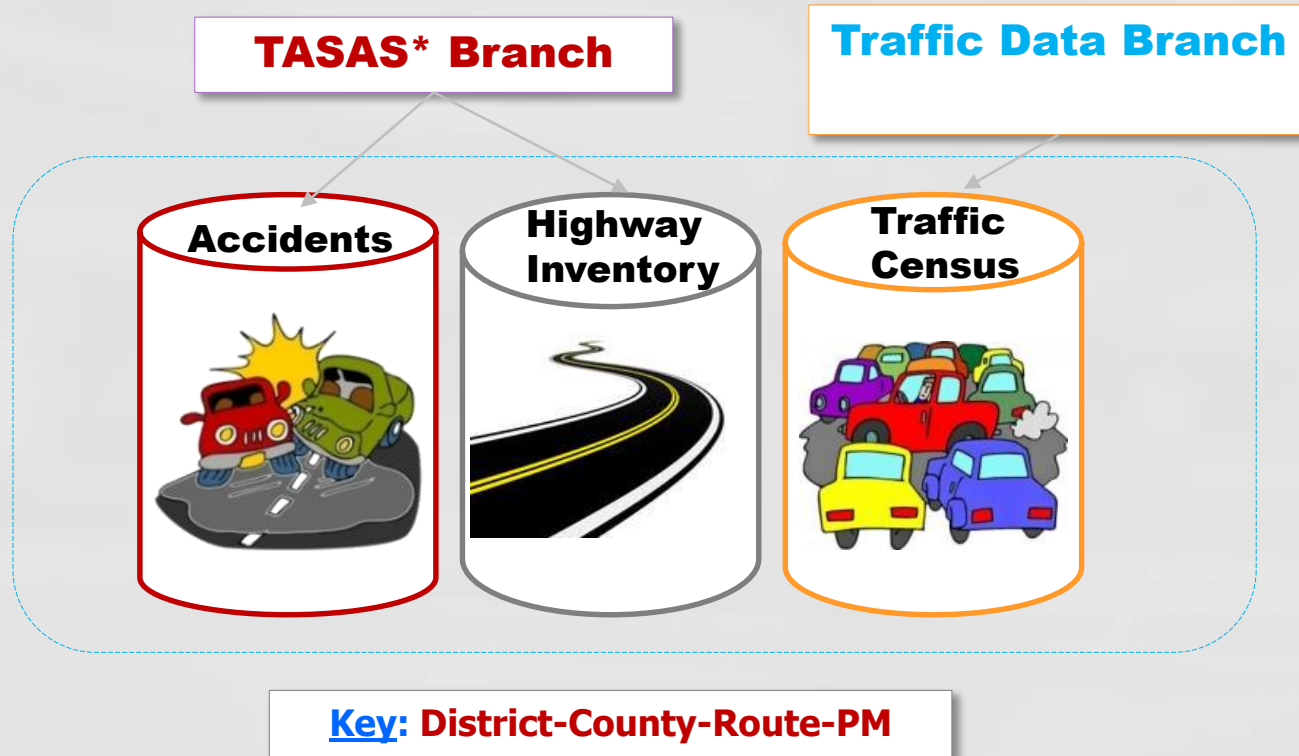 TASAS* Branch
Traffic Data Branch
Accidents
Highway
Inventory
Traffic
Census
Key: District-County-Route-PM